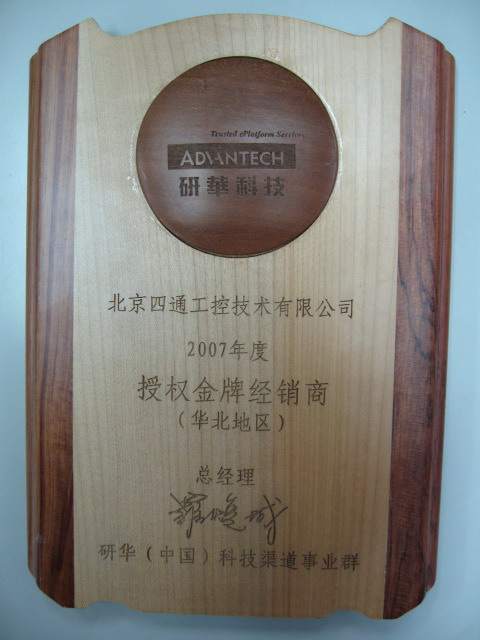 Trusted ePlatform Services
ADVANTECH
研華科技
北京四通工控技术有限公司
2007年度
授权金牌经销商
（华北地区）
总经理
研华（中国）科技渠道事业群